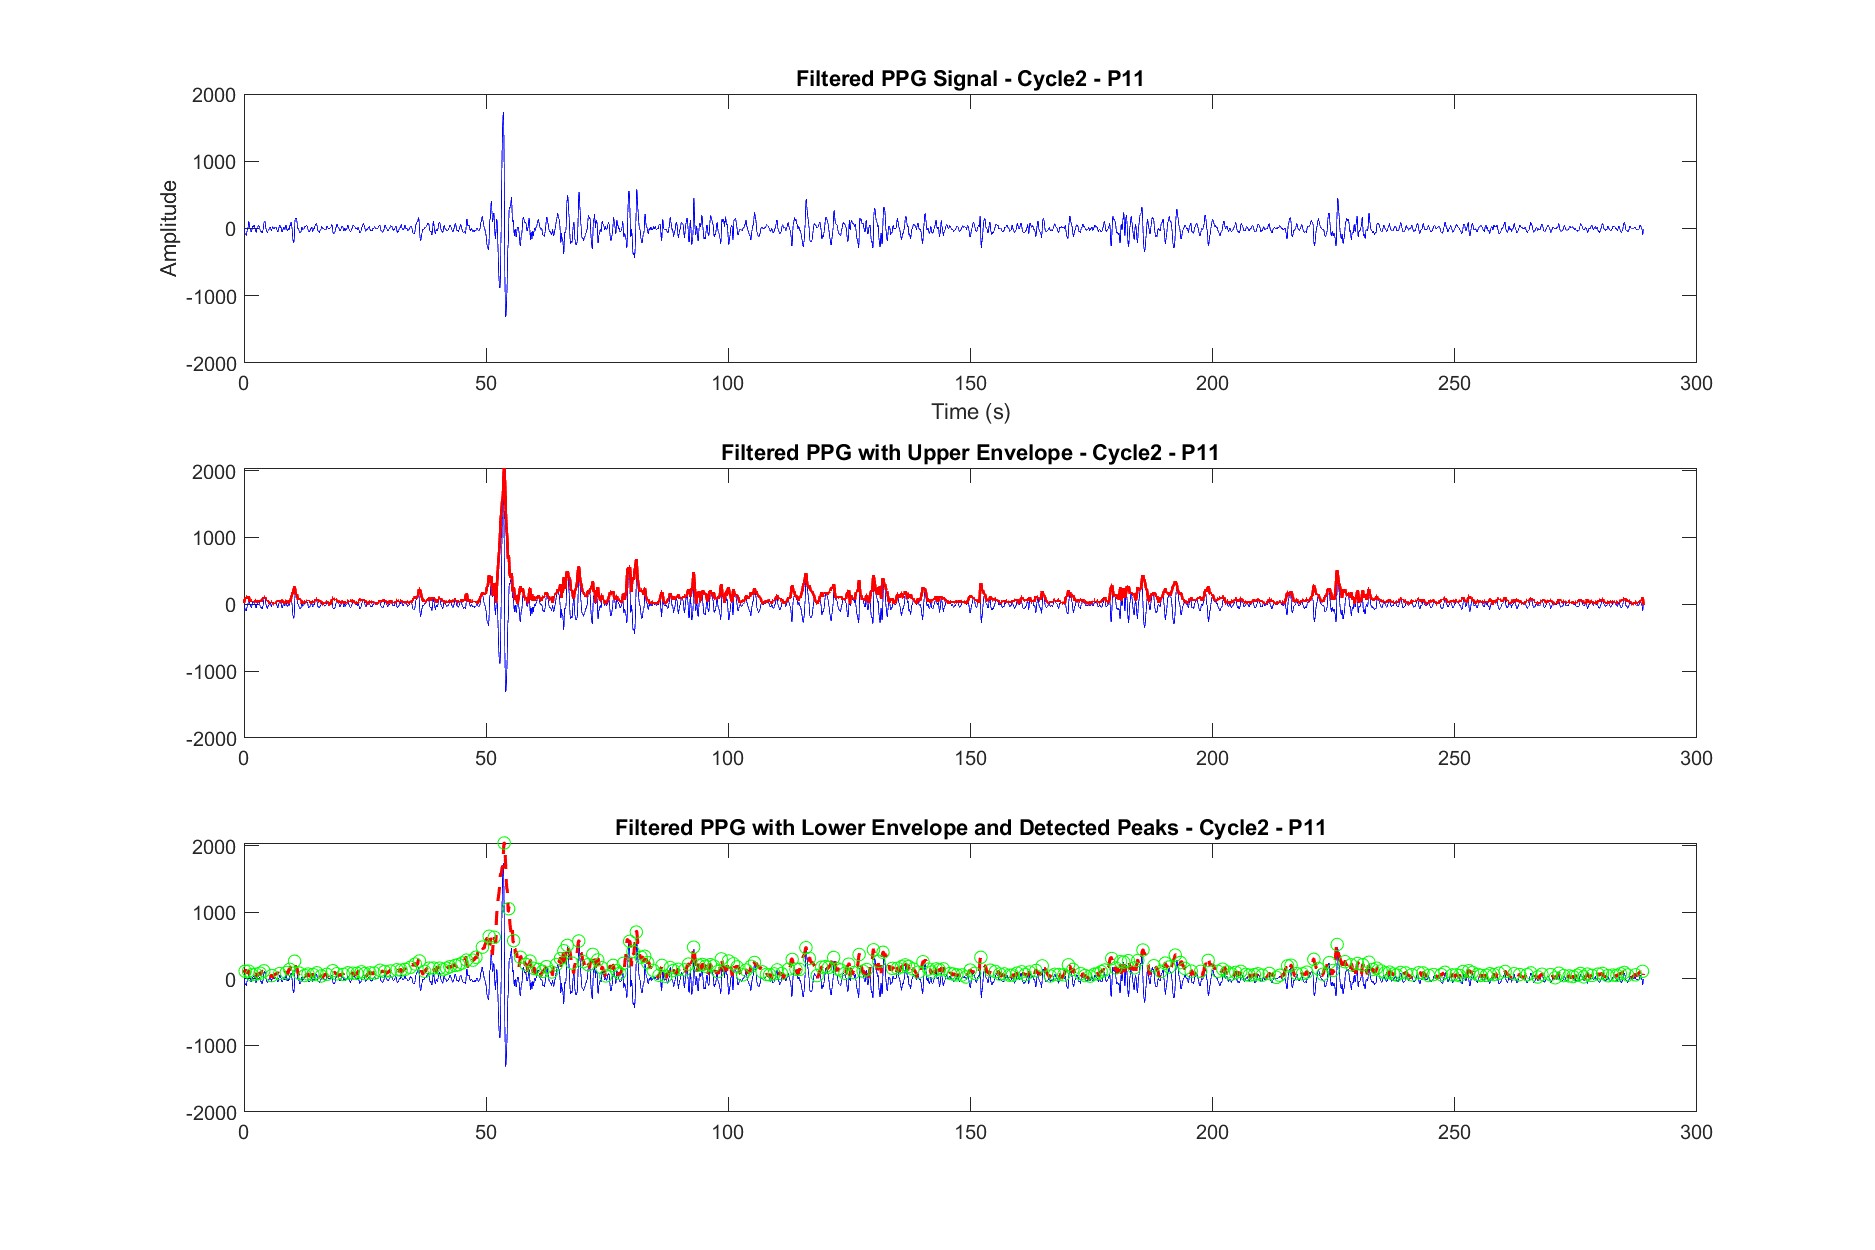 Filtered PPG Signal - Cycle2 - P11
2000
1000
0
-1000
-2000
Amplitude
0 50 100 150 200 250 300
Time (s)
Filtered PPG with Upper Envelope - Cycle2 - P11
2000
1000
0
-1000
-2000
0 50 100 150 200 250 300
Filtered PPG with Lower Envelope and Detected Peaks - Cycle2 - P11
2000
1000
0
-1000
-2000
0 50 100 150 200 250 300